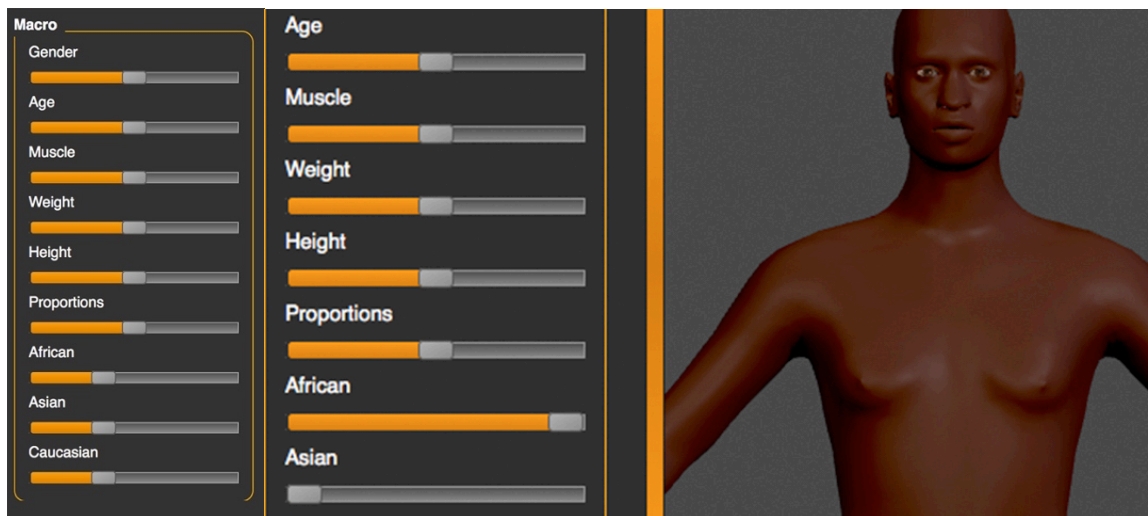 Macro
Gender
Age
Muscle
Weight
Height
Proportions
African
Asian
Caucasian
Age
Muscle
Weight
Height
Proportions
African
Asian